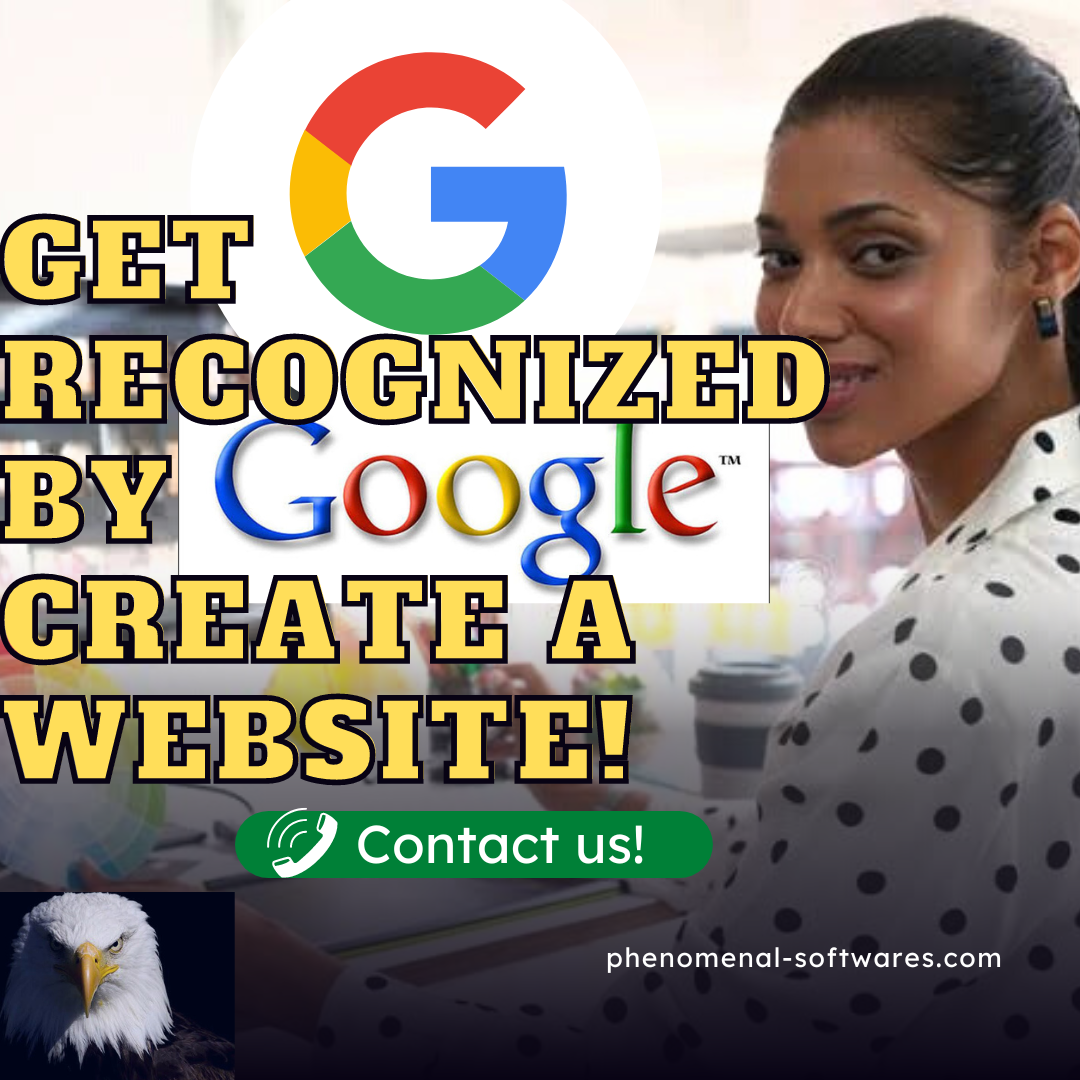 G
GET
RECOGNIZED
Google™
BY
CREATE A
WEBSITE!
Contact us!
phenomenal-softwares.com